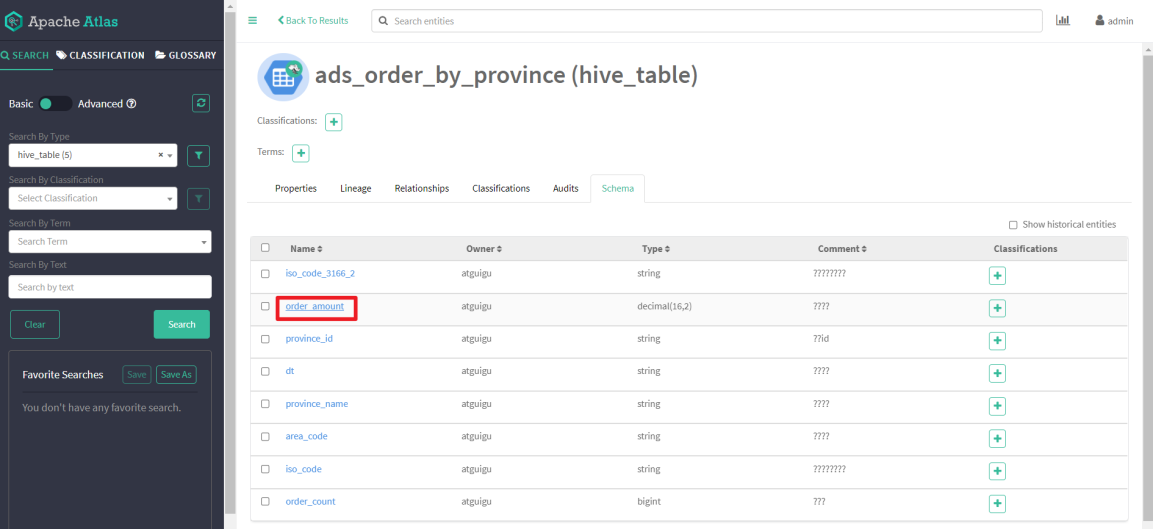 Apache Atlas
SEARCH CLASSIFICATION GLOSSARY
Basic Advanced
Search By Type
hive_table (5) ×
Search By Classification
Select Classification
Search By Term
Search Term
Search By Text
Search by text
Clear Search
Favorite Searches Save Save As
You don't have any favorite search.
Back To Results Search entities admin
ads_order_by_province (hive_table)
Classifications: +
Terms: +
Properties Lineage Relationships Classifications Audits Schema
Show historical entities
Name Owner Type Comment Classifications
iso_code_3166_2 atguigu string ???????? +
order_amount atguigu decimal(16,2) ???? +
province_id atguigu string ??id +
dt atguigu string ???? +
province_name atguigu string ???? +
area_code atguigu string ???? +
iso_code atguigu string ???????? +
order_count atguigu bigint ??? +